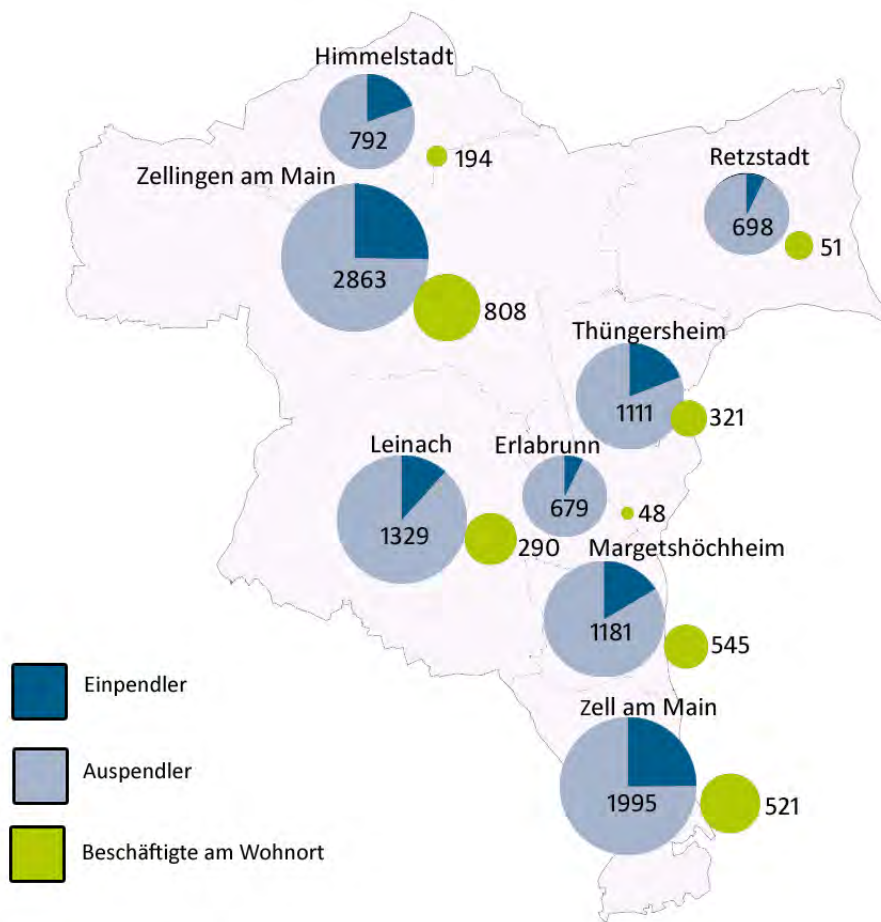 Himmelstadt
792
194
Zellingen am Main
2863
808
Retzstadt
698
51
Thüngersheim
1111
321
Leinach
1329
290
Erlabrunn
679
48
Margetshöchheim
1181
545
Zell am Main
1995
521
Einpendler
Auspendler
Beschäftigte am Wohnort